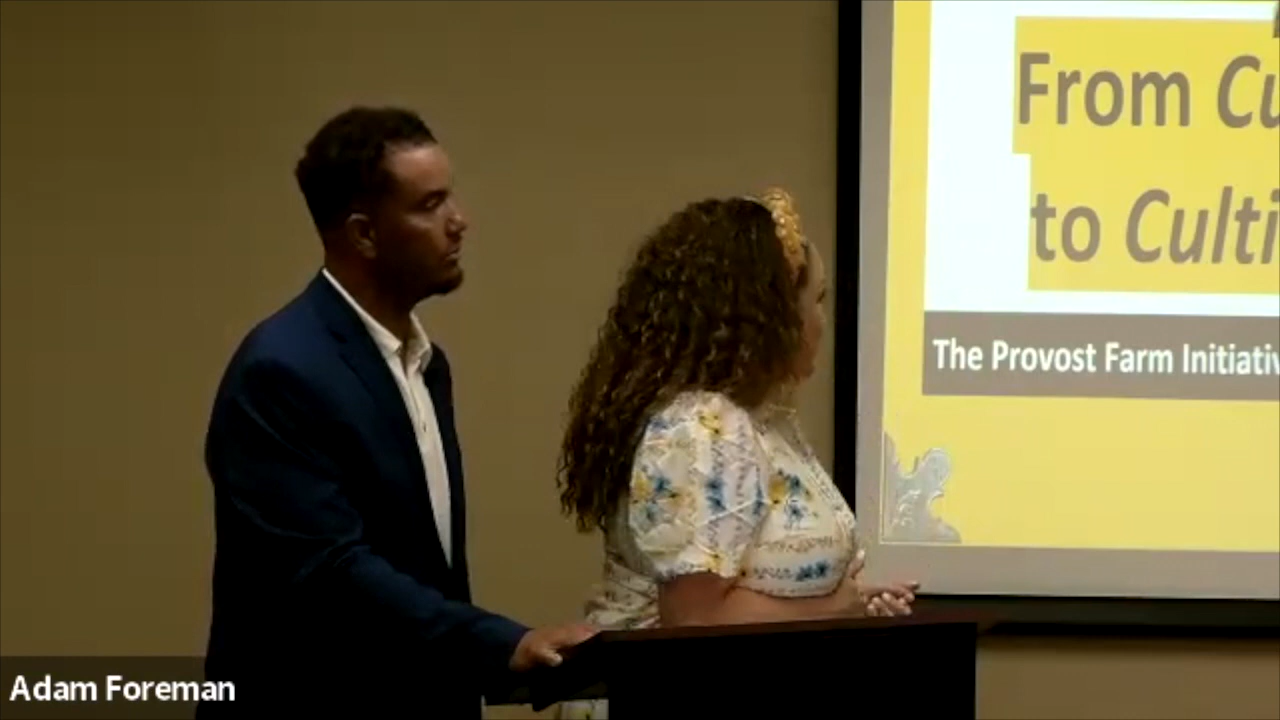 From Cu
to Culti
The Provost Farm Initiativ
Adam Foreman